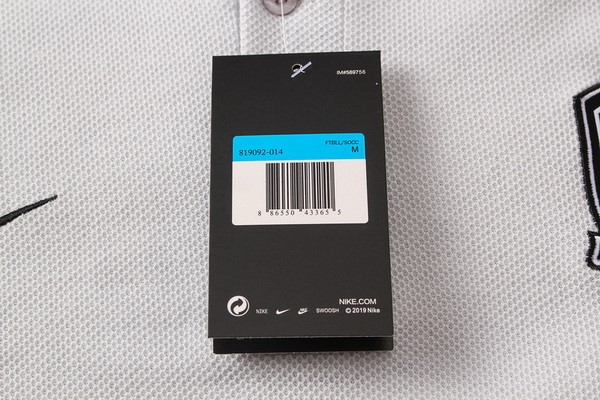 IM#589756
FTBLL/SOCC
819092-014 M
8 86550 43365 5
NIKE.COM
NIKE SWOOSH © 2019 Nike